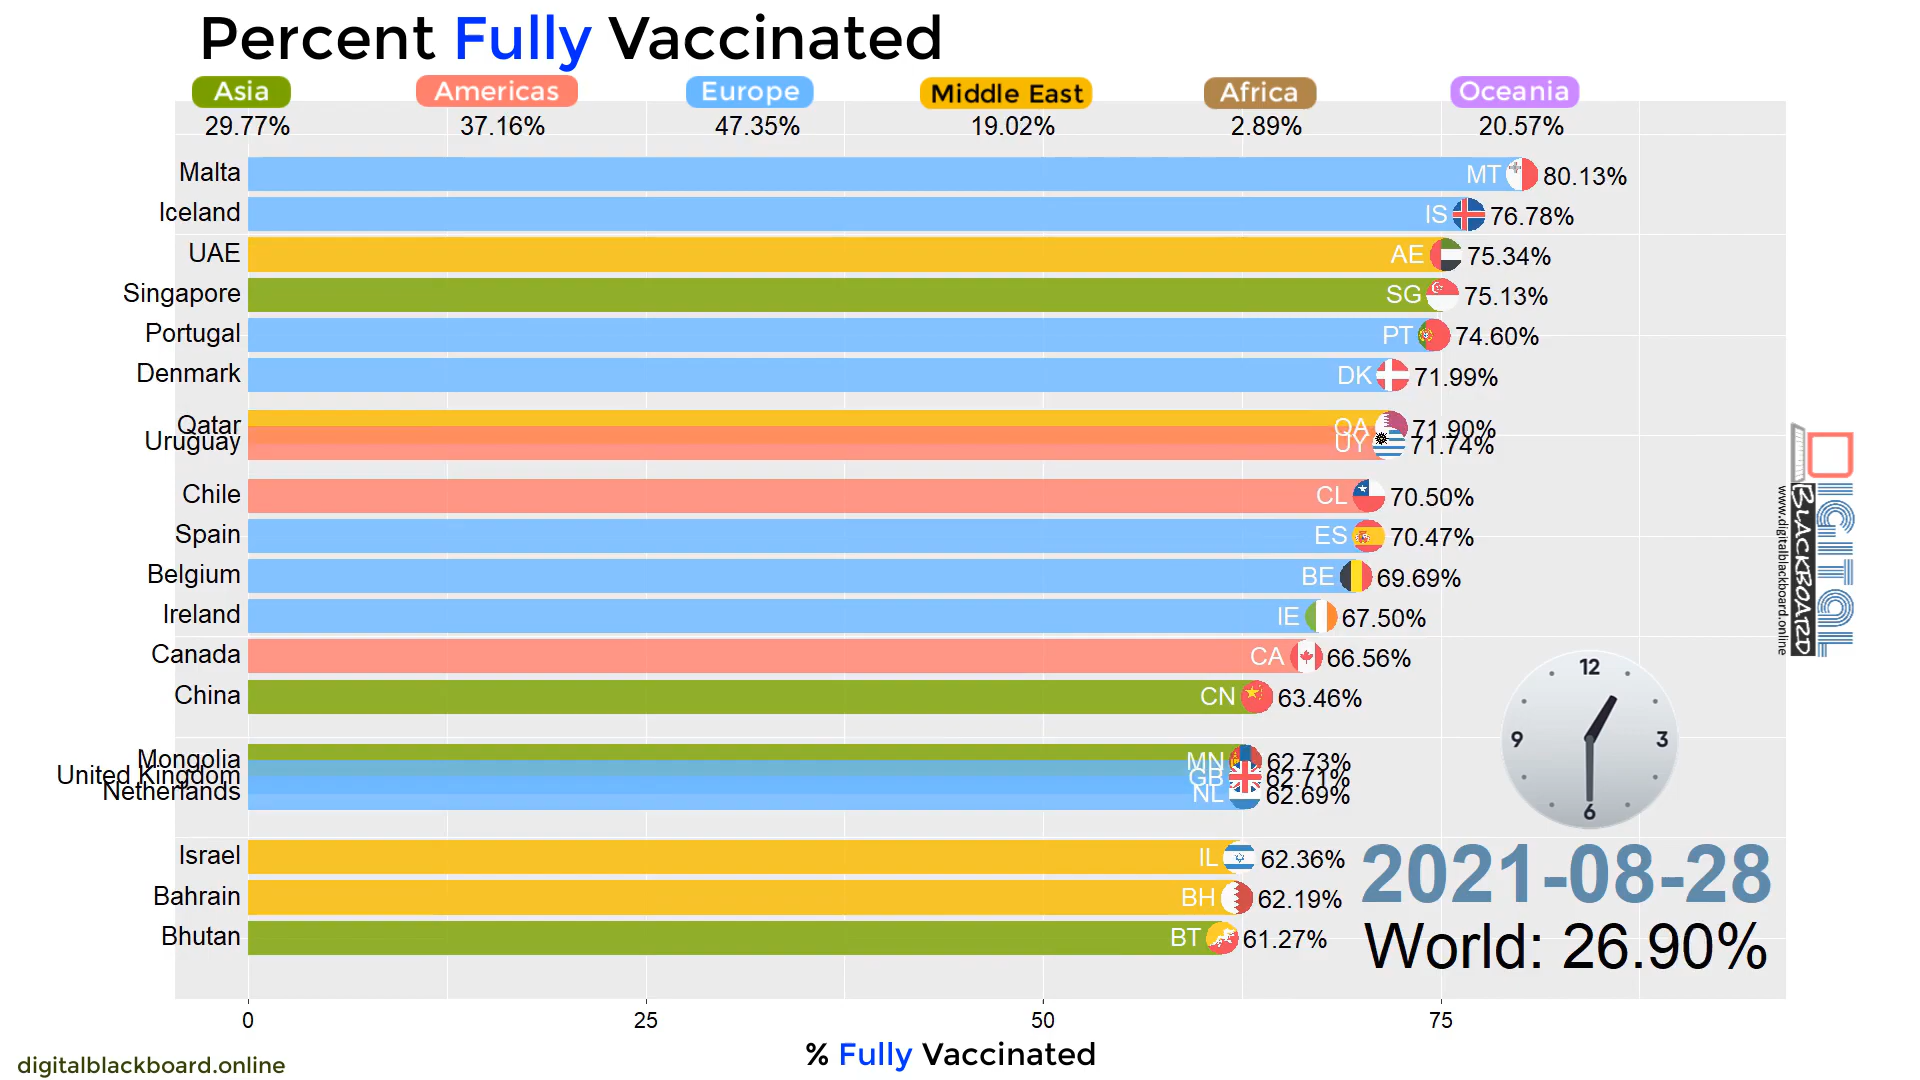 Percent Fully Vaccinated
Asia Americas Europe Middle East Africa Oceania
29.77% 37.16% 47.35% 19.02% 2.89% 20.57%
Malta MT 80.13%
Iceland IS 76.78%
UAE AE 75.34%
Singapore SG 75.13%
Portugal PT 74.60%
Denmark DK 71.99%
Qatar QA 71.90%
Uruguay UY 71.74%
Chile CL 70.50%
Spain ES 70.47%
Belgium BE 69.69%
Ireland IE 67.50%
Canada CA 66.56%
China CN 63.46%
Mongolia MN 62.73%
United Kingdom GB 62.71%
Netherlands NL 62.69%
Israel IL 62.36%
Bahrain BH 62.19%
Bhutan BT 61.27%
DIGITAL
BLACKBOARD
www.digitalblackboard.online
12
9 3
6
2021-08-28
World: 26.90%
0 25 50 75
% Fully Vaccinated
digitalblackboard.online